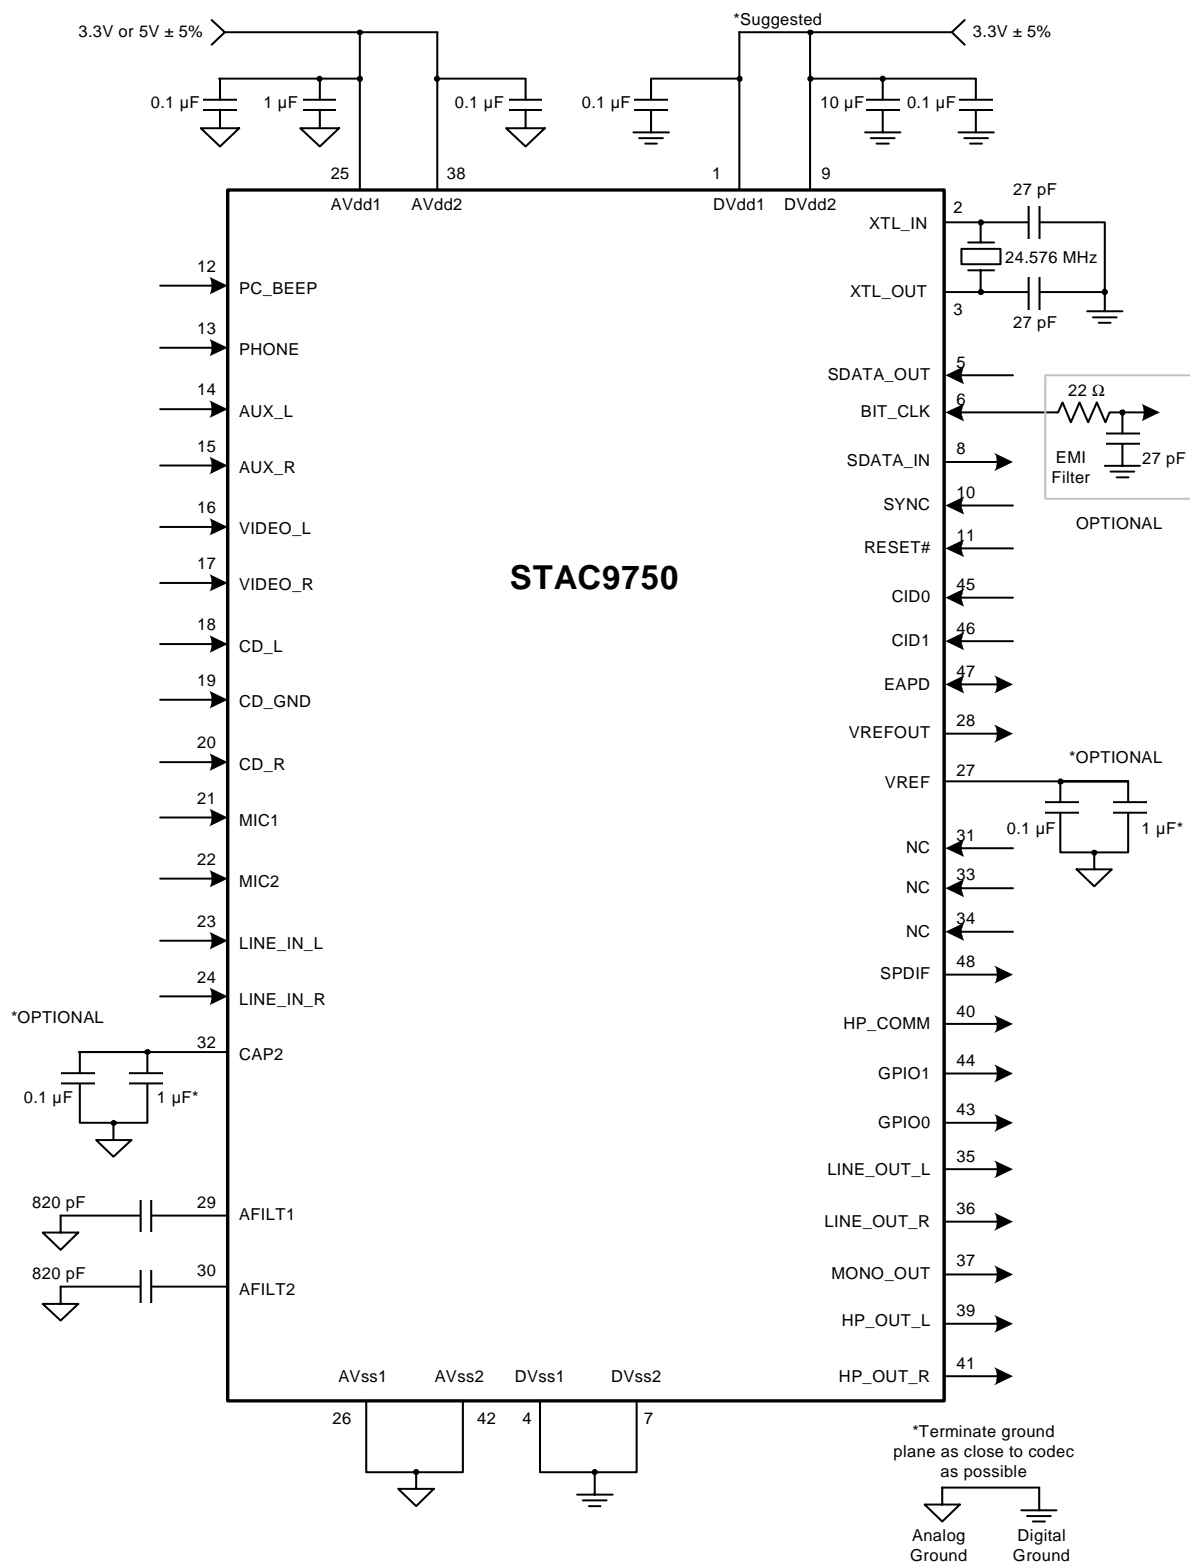 3.3V or 5V ± 5%
*Suggested
3.3V ± 5%
0.1 µF
1 µF
0.1 µF
0.1 µF
10 µF
0.1 µF
25
38
1
9
AVdd1
AVdd2
DVdd1
DVdd2
27 pF
2
XTL_IN
24.576 MHz
XTL_OUT
3
27 pF
12
PC_BEEP
13
PHONE
14
AUX_L
15
AUX_R
16
VIDEO_L
17
VIDEO_R
18
CD_L
19
CD_GND
20
CD_R
21
MIC1
22
MIC2
23
LINE_IN_L
24
LINE_IN_R
*OPTIONAL
32
CAP2
0.1 µF
1 µF*
820 pF
29
AFILT1
820 pF
30
AFILT2
STAC9750
SDATA_OUT
5
BIT_CLK
6
22 Ω
EMI
Filter
27 pF
OPTIONAL
SDATA_IN
8
SYNC
10
RESET#
11
CID0
45
CID1
46
EAPD
47
VREFOUT
28
VREF
27
*OPTIONAL
0.1 µF
1 µF*
NC
31
NC
33
NC
34
SPDIF
48
HP_COMM
40
GPIO1
44
GPIO0
43
LINE_OUT_L
35
LINE_OUT_R
36
MONO_OUT
37
HP_OUT_L
39
HP_OUT_R
41
AVss1
AVss2
DVss1
DVss2
26
42
4
7
*Terminate ground
plane as close to codec
as possible
Analog
Ground
Digital
Ground